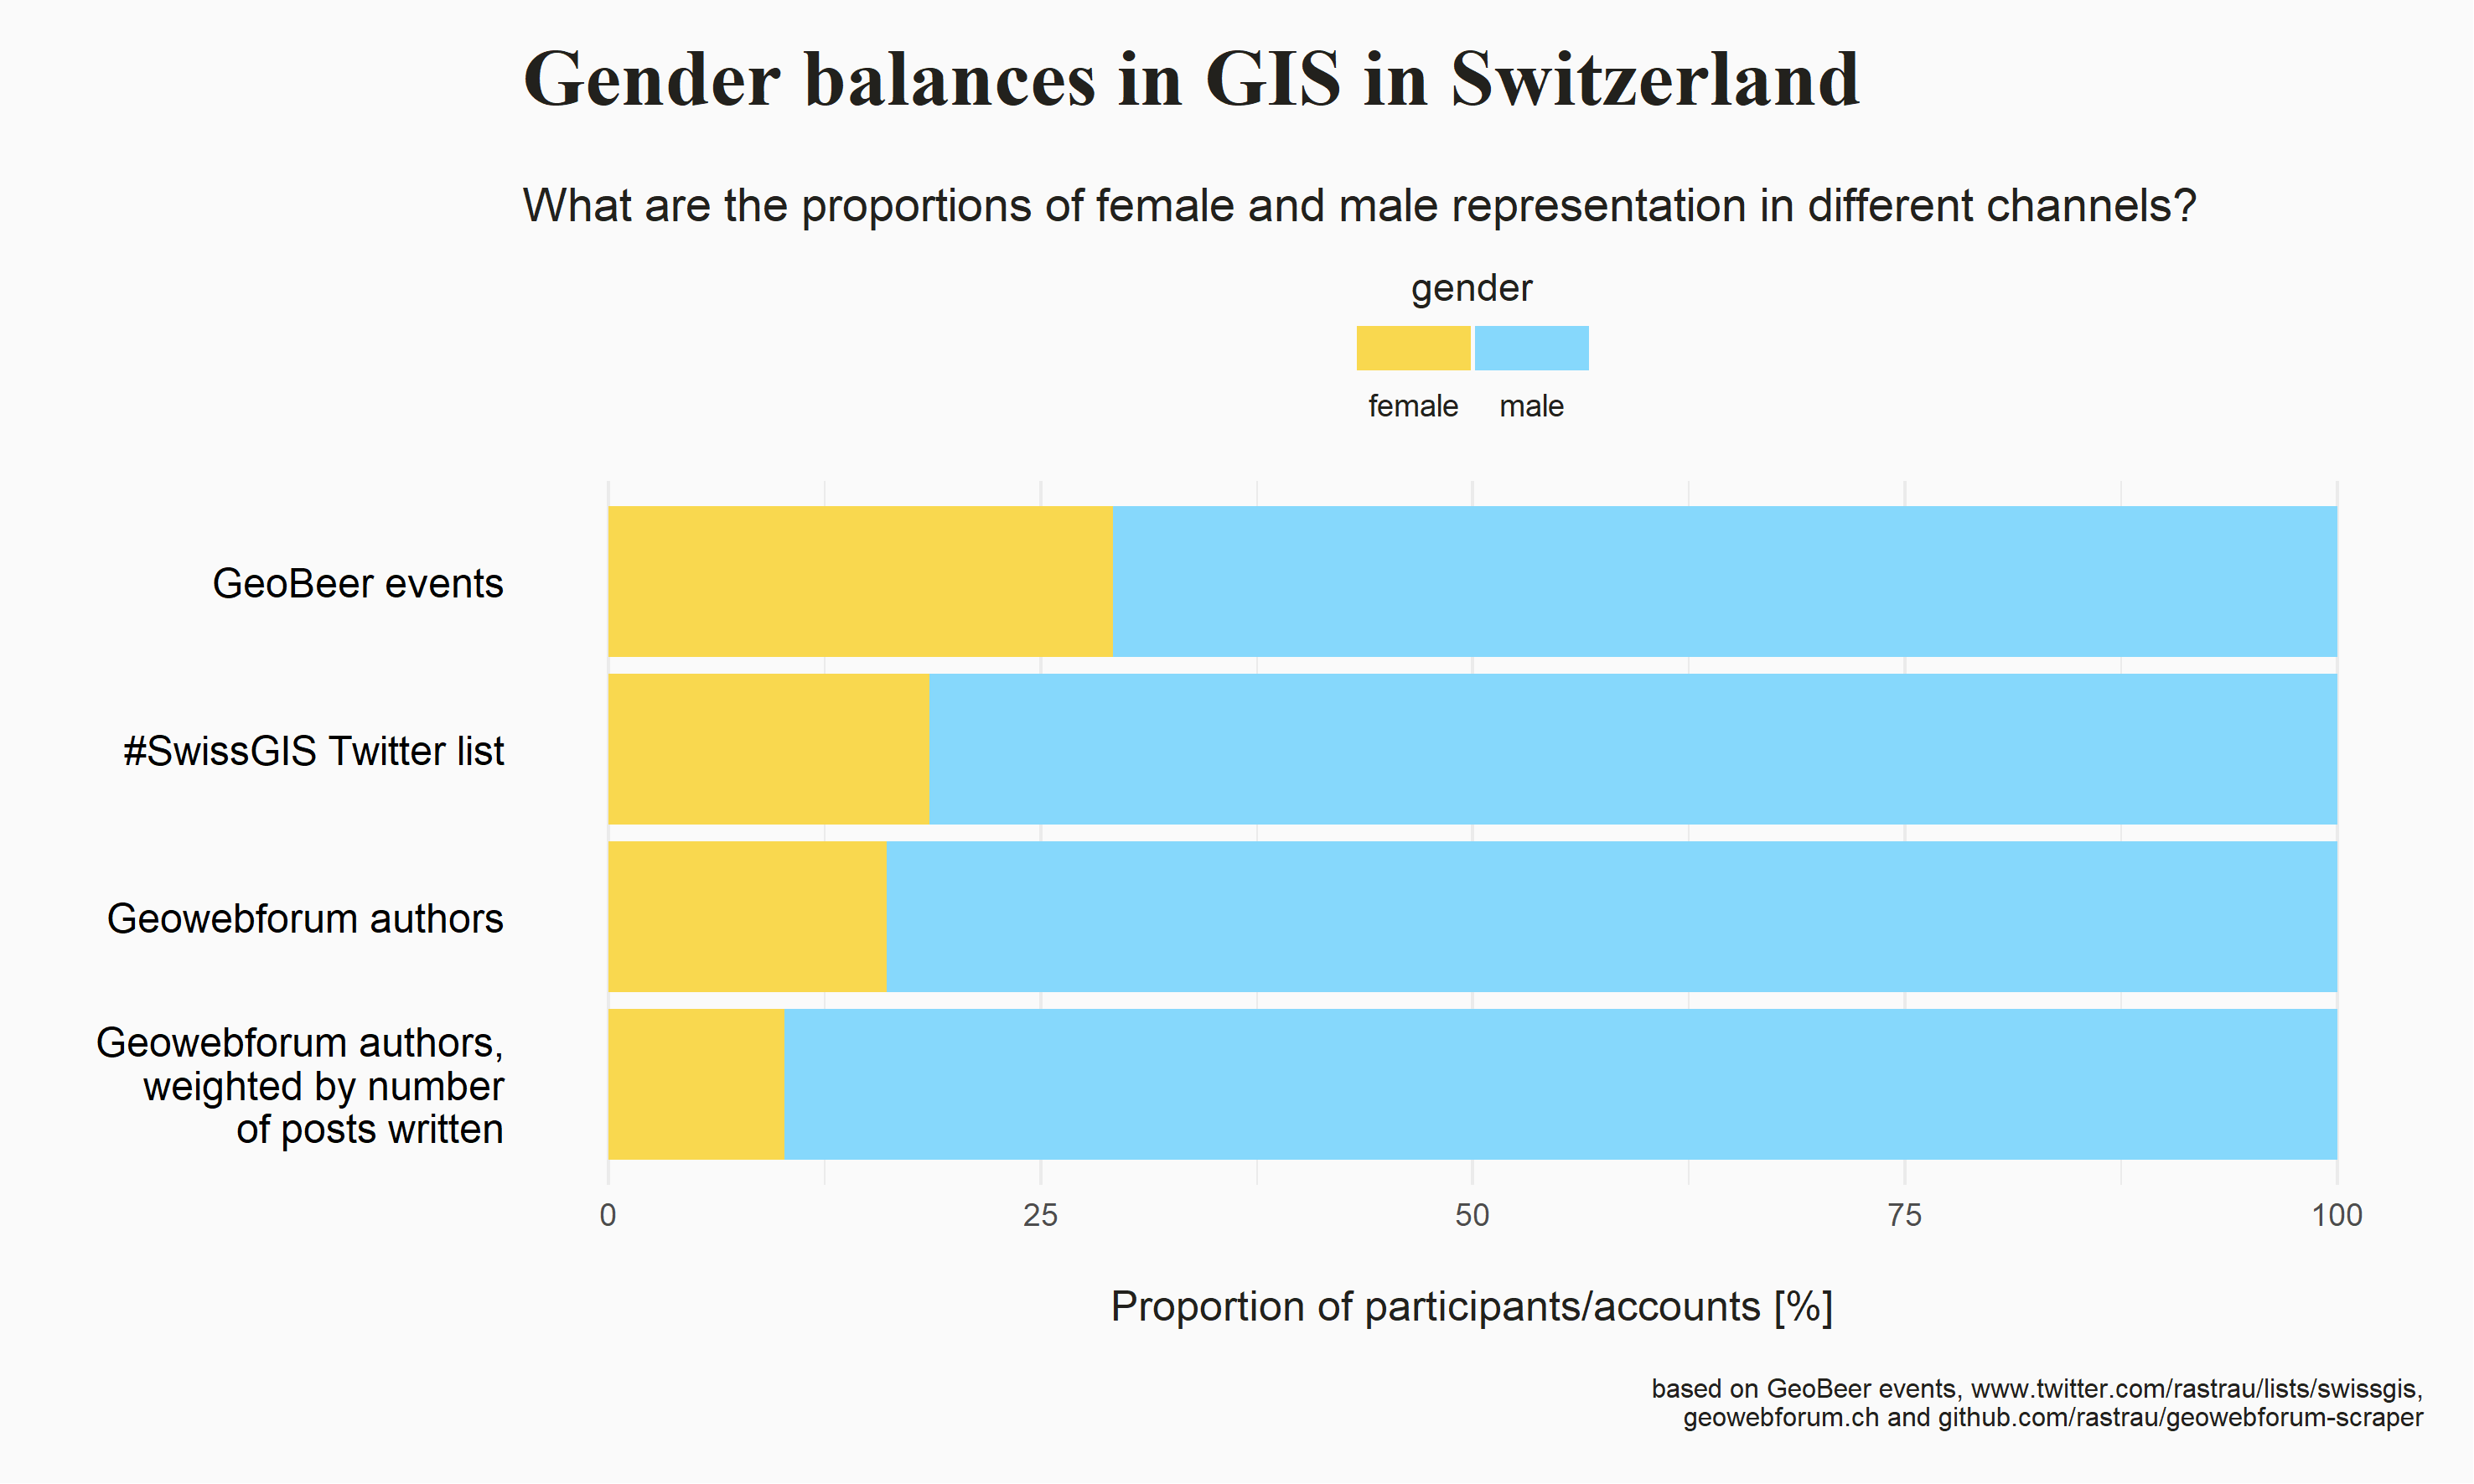 Gender balances in GIS in Switzerland
What are the proportions of female and male representation in different channels?
gender
female male
GeoBeer events
#SwissGIS Twitter list
Geowebforum authors
Geowebforum authors,
weighted by number
of posts written
0 25 50 75 100
Proportion of participants/accounts [%]
based on GeoBeer events, www.twitter.com/rastrau/lists/swissgis,
geowebforum.ch and github.com/rastrau/geowebforum-scraper